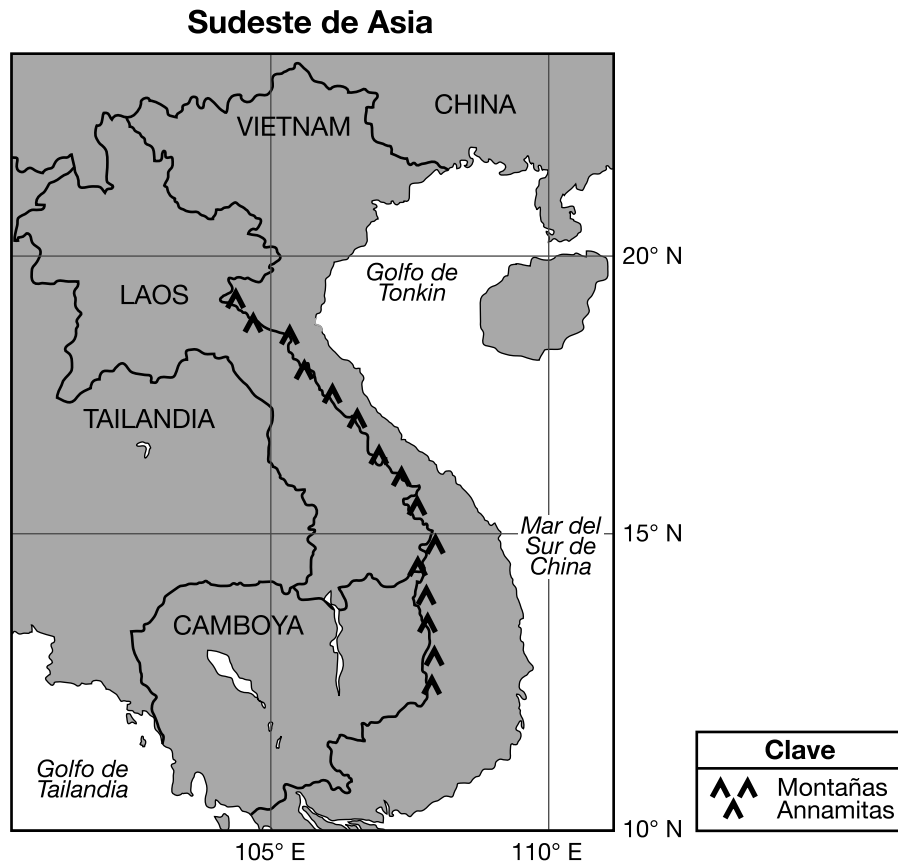 Sudeste de Asia
CHINA
VIETNAM
20° N
Golfo de
Tonkin
LAOS
TAILANDIA
Mar del
Sur de
China
15° N
CAMBOYA
Golfo de
Tailandia
Clave
Montañas
Annamitas
10° N
105° E
110° E